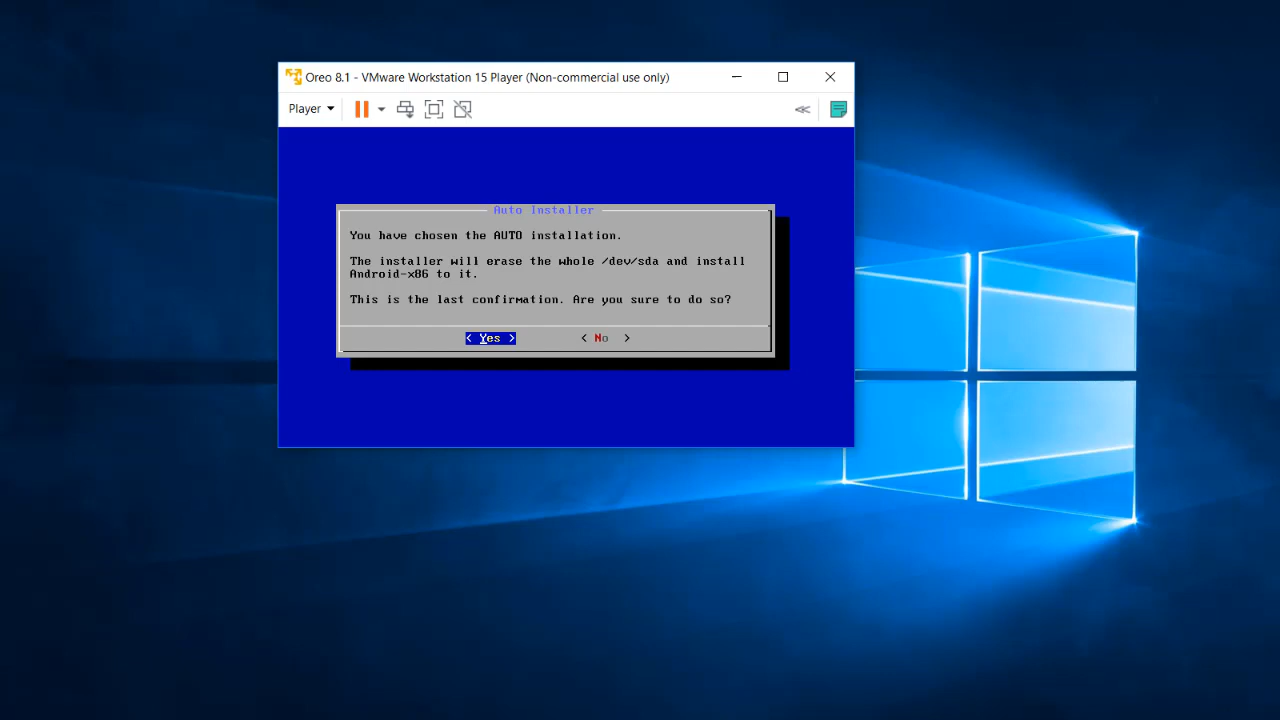 Oreo 8.1 - VMware Workstation 15 Player (Non-commercial use only)
Player
Auto Installer
You have chosen the AUTO installation.
The installer will erase the whole /dev/sda and install
Android-x86 to it.
This is the last confirmation. Are you sure to do so?
< Yes > < No >